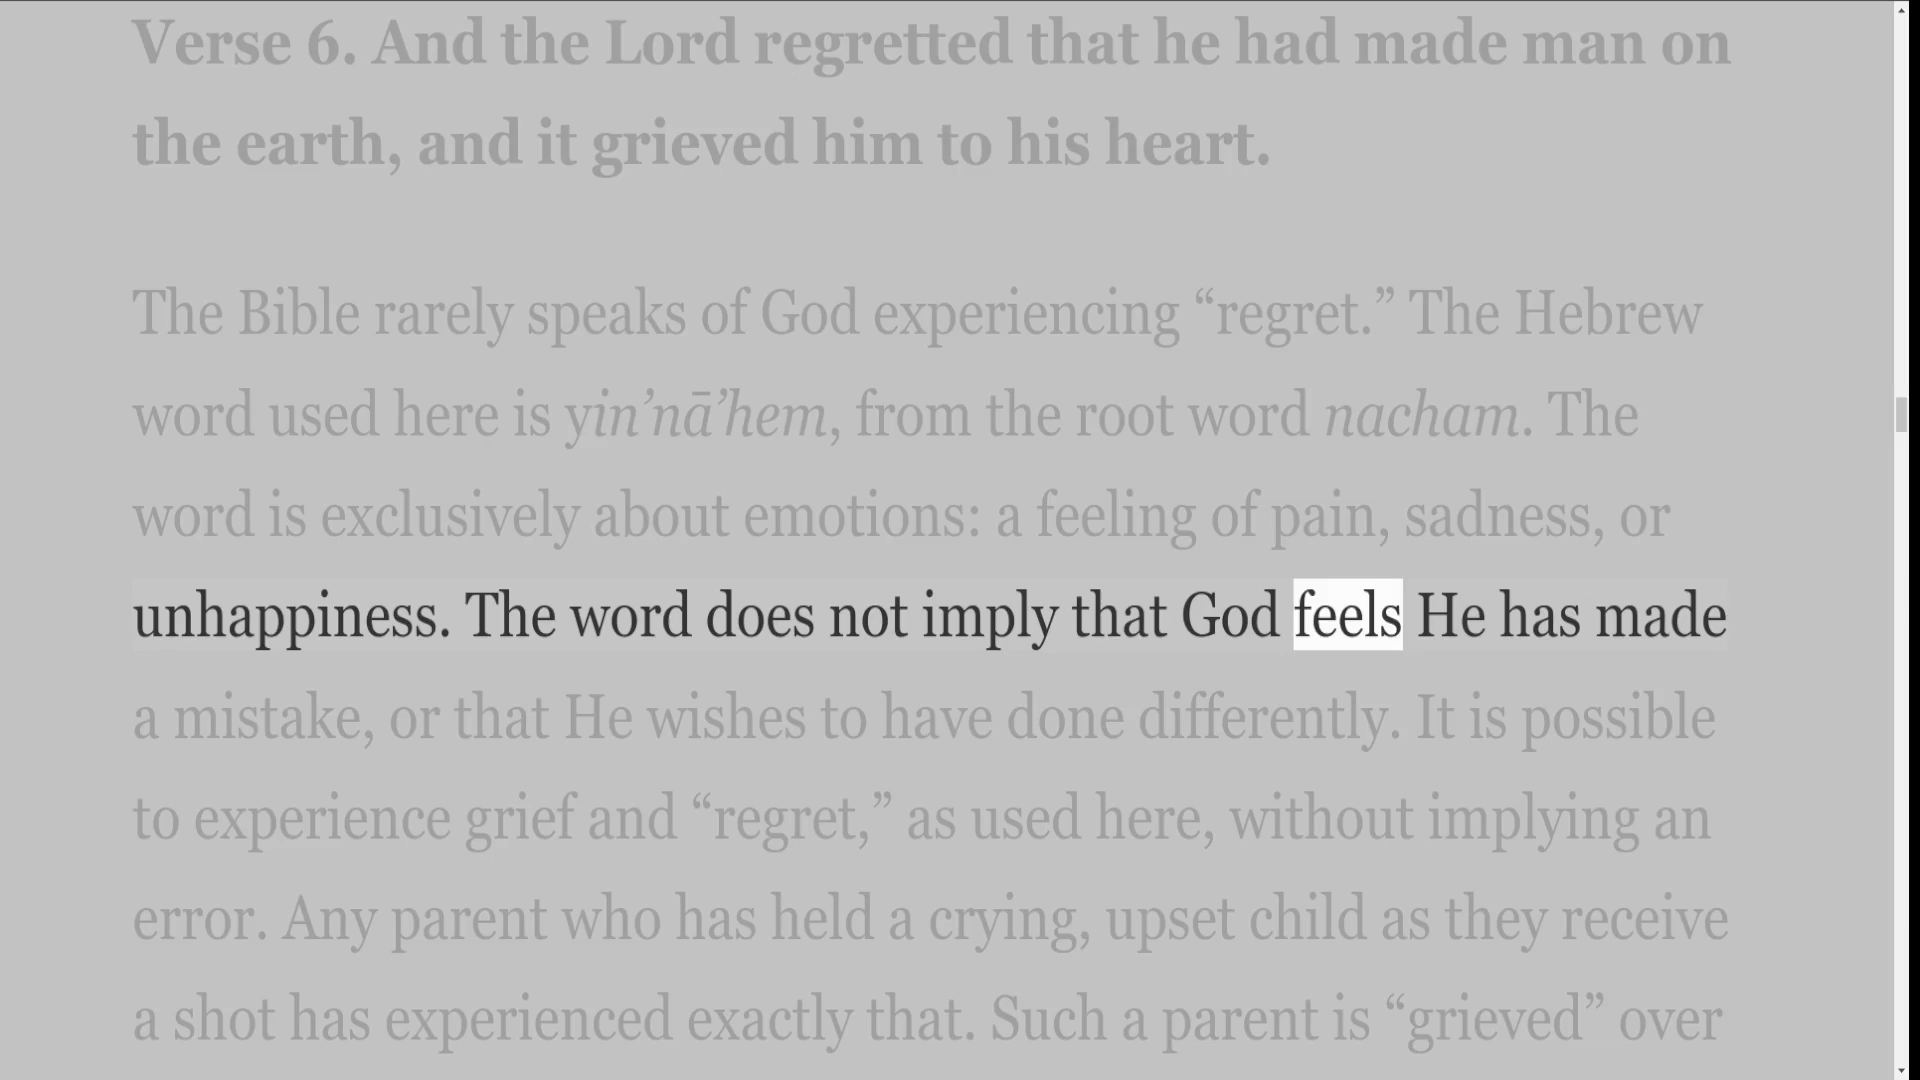 Verse 6. And the Lord regretted that he had made man on
the earth, and it grieved him to his heart.
The Bible rarely speaks of God experiencing “regret.” The Hebrew
word used here is yin’nā’hem, from the root word nacham. The
word is exclusively about emotions: a feeling of pain, sadness, or
unhappiness. The word does not imply that God feels He has made
a mistake, or that He wishes to have done differently. It is possible
to experience grief and “regret,” as used here, without implying an
error. Any parent who has held a crying, upset child as they receive
a shot has experienced exactly that. Such a parent is “grieved” over